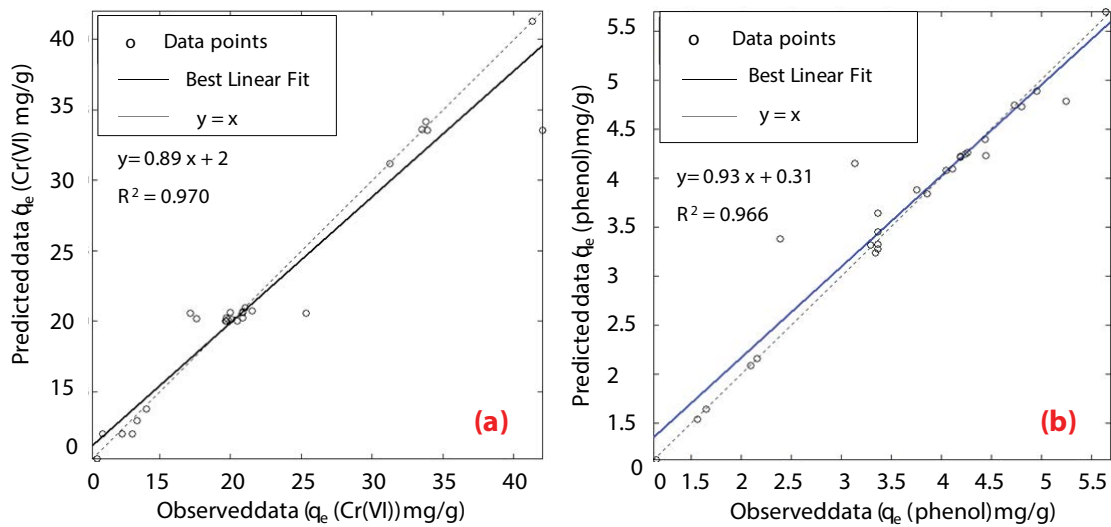 Predicted data (qe (Cr(VI) mg/g)
40
35
30
25
20
15
0
Data points
Best Linear Fit
y = x
y= 0.89 x + 2
R2 = 0.970
(a)
0 15 20 25 30 35 40
Observeddata (qe (Cr(VI)) mg/g)
Predicted data (qe (phenol) mg/g)
5.5
5
4.5
4
3.5
3
2.5
2
1.5
0
Data points
Best Linear Fit
y = x
y= 0.93 x + 0.31
R2 = 0.966
(b)
0 1.5 2 2.5 3 3.5 4 4.5 5 5.5
Observeddata (qe (phenol) mg/g)